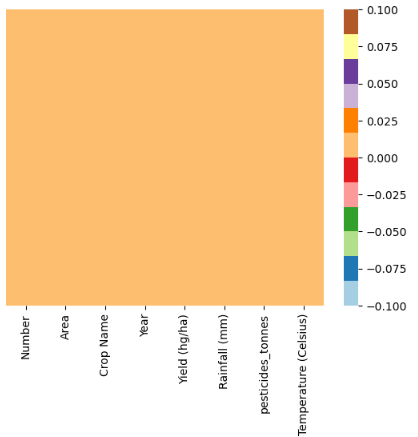 0.100
0.075
0.050
0.025
0.000
−0.025
−0.050
−0.075
−0.100
Number
Area
Crop Name
Year
Yield (hg/ha)
Rainfall (mm)
pesticides_tonnes
Temperature (Celsius)